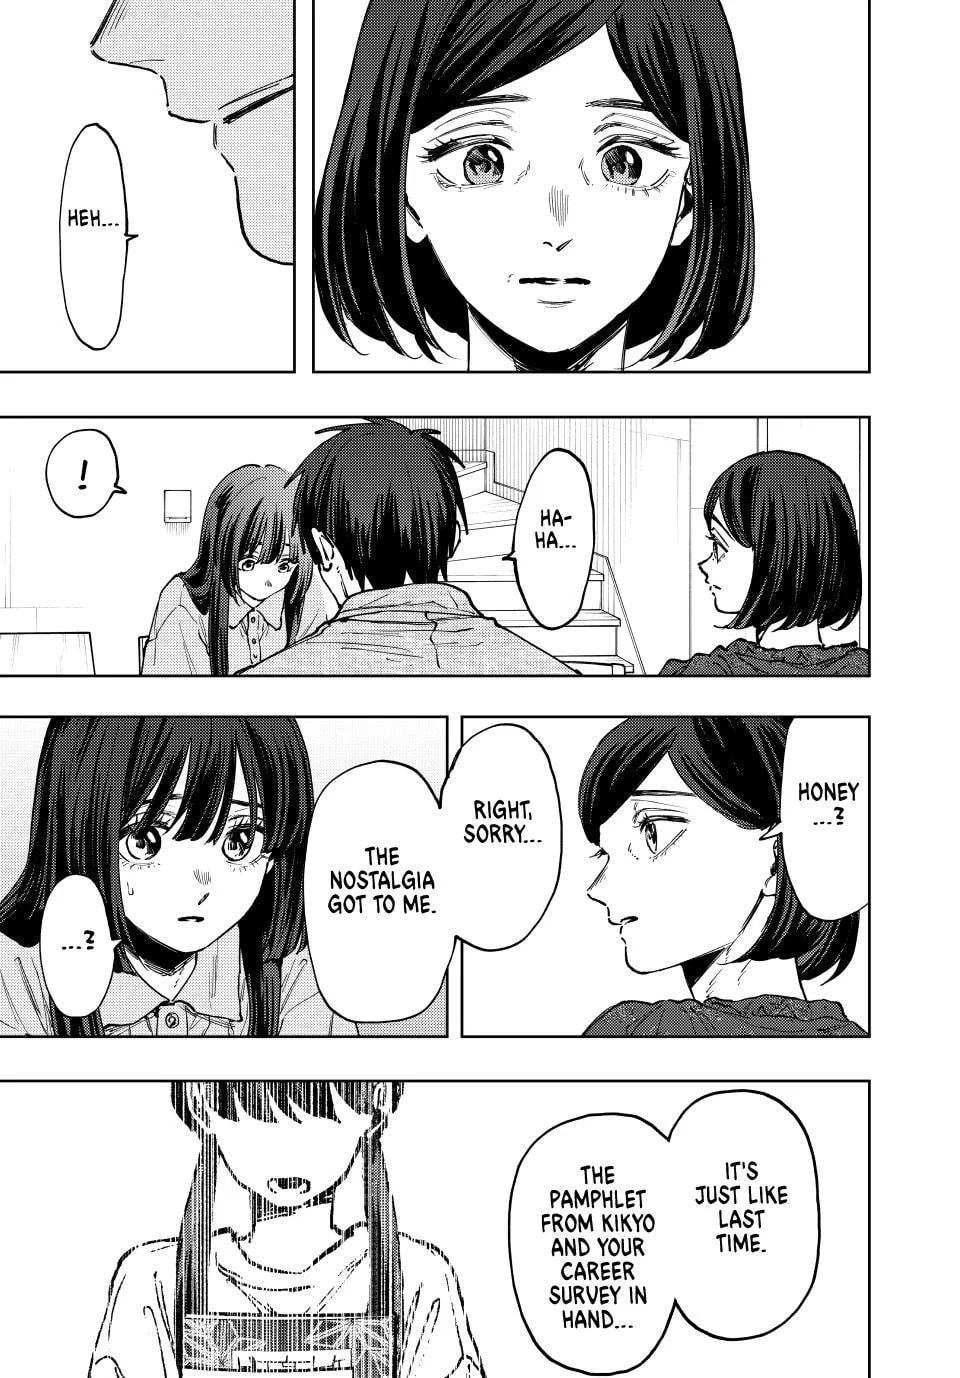 HEH...
HA-
HA...
!
HONEY
...?
RIGHT,
SORRY...
THE
NOSTALGIA
GOT TO ME.
...?
IT'S
JUST LIKE
LAST
TIME.
THE
PAMPHLET
FROM KIKYO
AND YOUR
CAREER
SURVEY IN
HAND...